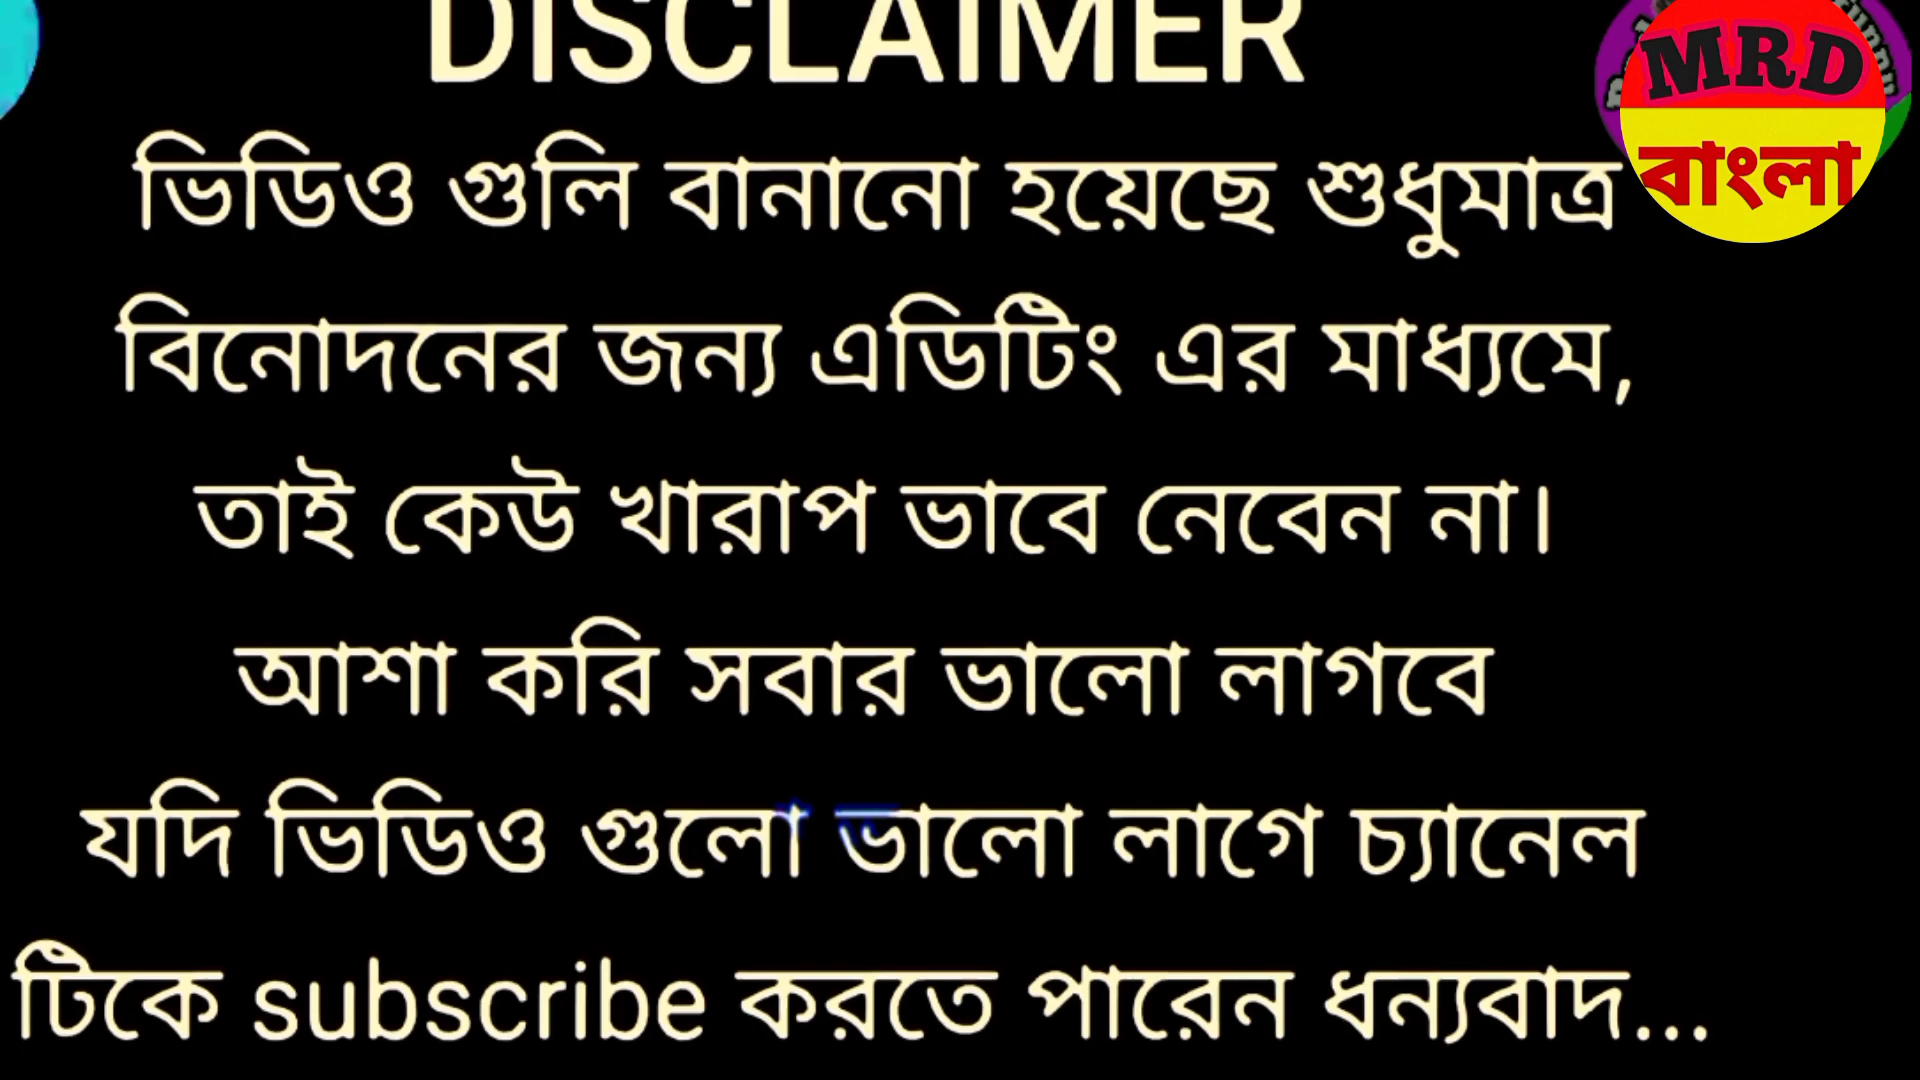 DISCLAIMER
MRD
বাংলা
ভিডিও গুলি বানানো হয়েছে শুধুমাত্র
বিনোদনের জন্য এডিটিং এর মাধ্যমে,
তাই কেউ খারাপ ভাবে নেবেন না।
আশা করি সবার ভালো লাগবে
যদি ভিডিও গুলো ভালো লাগে চ্যানেল
টিকে subscribe করতে পারেন ধন্যবাদ...